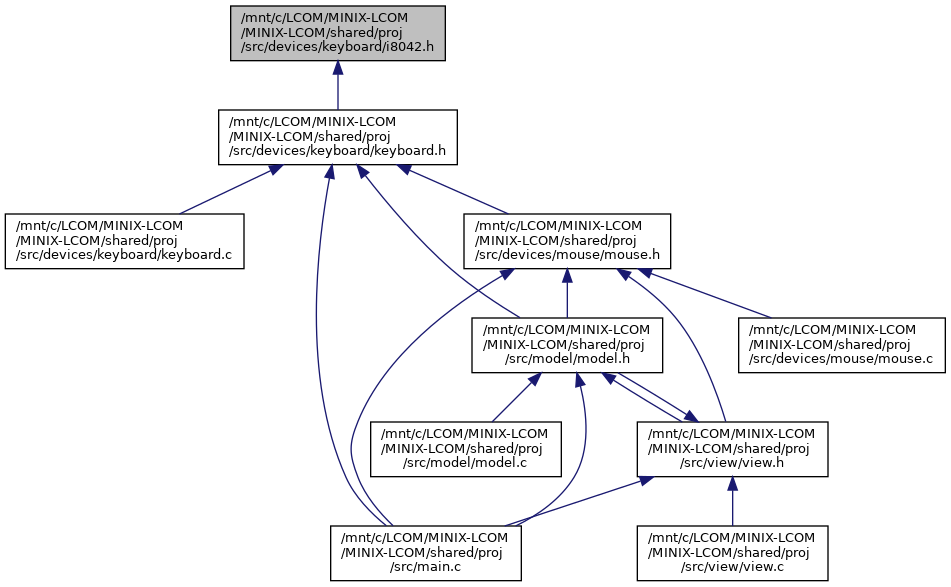 /mnt/c/LCOM/MINIX-LCOM
/MINIX-LCOM/shared/proj
/src/devices/keyboard/i8042.h
/mnt/c/LCOM/MINIX-LCOM
/MINIX-LCOM/shared/proj
/src/devices/keyboard/keyboard.h
/mnt/c/LCOM/MINIX-LCOM
/MINIX-LCOM/shared/proj
/src/devices/keyboard/keyboard.c
/mnt/c/LCOM/MINIX-LCOM
/MINIX-LCOM/shared/proj
/src/devices/mouse/mouse.h
/mnt/c/LCOM/MINIX-LCOM
/MINIX-LCOM/shared/proj
/src/model/model.h
/mnt/c/LCOM/MINIX-LCOM
/MINIX-LCOM/shared/proj
/src/devices/mouse/mouse.c
/mnt/c/LCOM/MINIX-LCOM
/MINIX-LCOM/shared/proj
/src/model/model.c
/mnt/c/LCOM/MINIX-LCOM
/MINIX-LCOM/shared/proj
/src/view/view.h
/mnt/c/LCOM/MINIX-LCOM
/MINIX-LCOM/shared/proj
/src/main.c
/mnt/c/LCOM/MINIX-LCOM
/MINIX-LCOM/shared/proj
/src/view/view.c